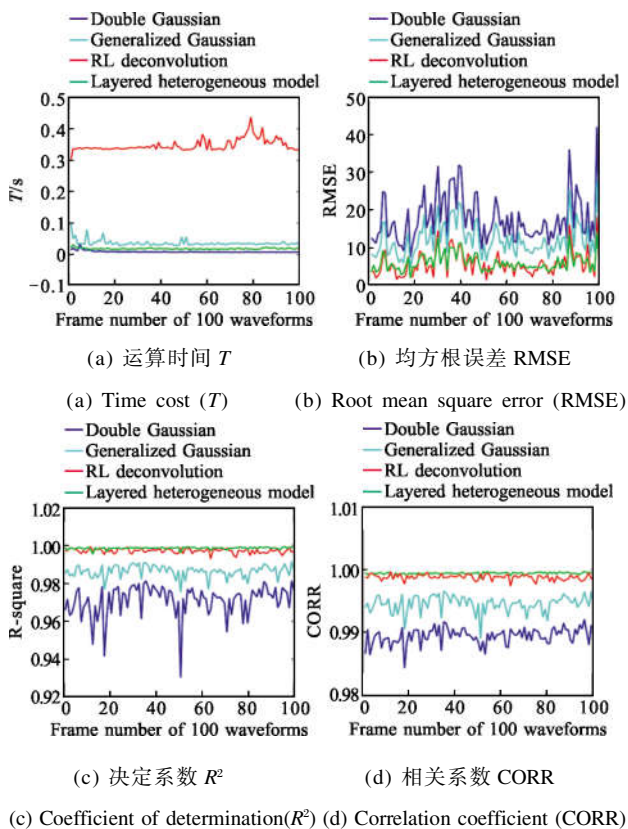 Double Gaussian
Generalized Gaussian
RL deconvolution
Layered heterogeneous model
0.5
0.4
0.3
0.2
0.1
0
−0.1
T/s
0 20 40 60 80 100
Frame number of 100 waveforms
(a) 运算时间 T
(a) Time cost (T)
Double Gaussian
Generalized Gaussian
RL deconvolution
Layered heterogeneous model
50
40
30
20
10
0
RMSE
0 20 40 60 80 100
Frame number of 100 waveforms
(b) 均方根误差 RMSE
(b) Root mean square error (RMSE)
Double Gaussian
Generalized Gaussian
RL deconvolution
Layered heterogeneous model
1.02
1.00
0.98
0.96
0.94
0.92
R-square
0 20 40 60 80 100
Frame number of 100 waveforms
(c) 决定系数 R²
(c) Coefficient of determination(R²)
Double Gaussian
Generalized Gaussian
RL deconvolution
Layered heterogeneous model
1.01
1.00
0.99
0.98
CORR
0 20 40 60 80 100
Frame number of 100 waveforms
(d) 相关系数 CORR
(d) Correlation coefficient (CORR)